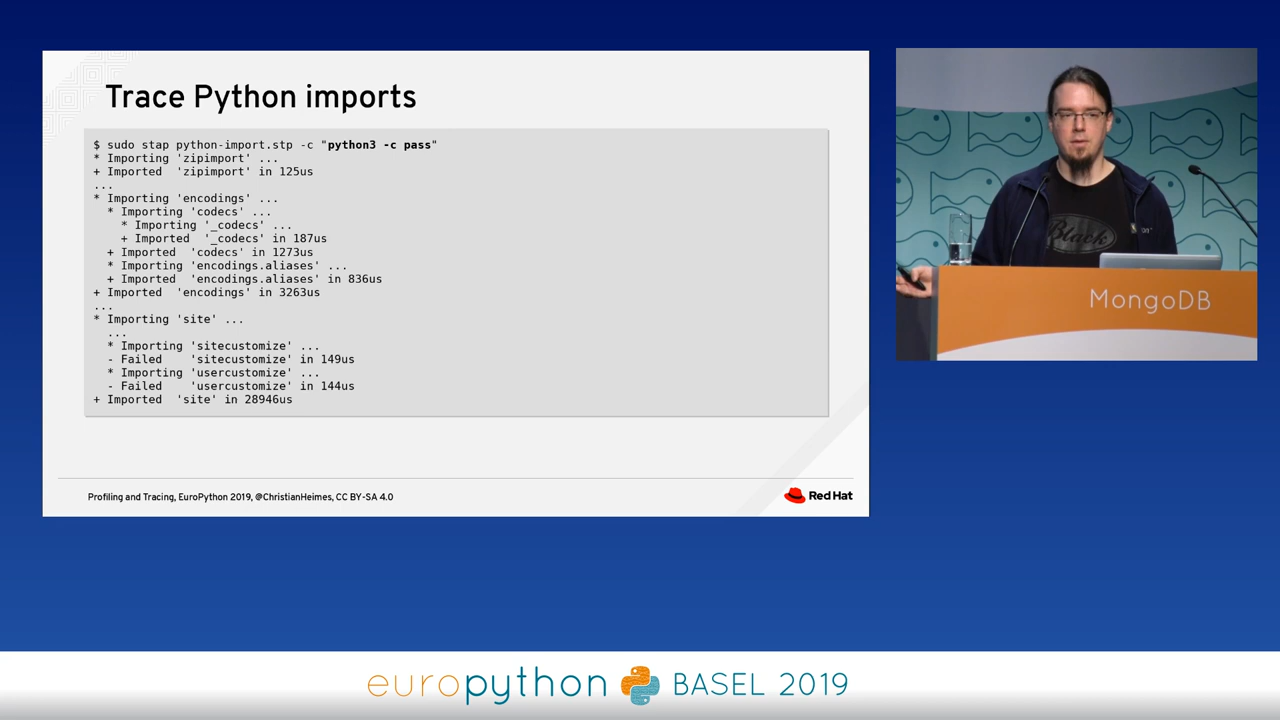 Trace Python imports
$ sudo stap python-import.stp -c "python3 -c pass"
* Importing 'zipimport' ...
+ Imported  'zipimport' in 125us
...
* Importing 'encodings' ...
  * Importing 'codecs' ...
    * Importing '_codecs' ...
    + Imported  '_codecs' in 187us
  + Imported  'codecs' in 1273us
  * Importing 'encodings.aliases' ...
  + Imported  'encodings.aliases' in 836us
+ Imported  'encodings' in 3263us
...
* Importing 'site' ...
  ...
  * Importing 'sitecustomize' ...
  - Failed    'sitecustomize' in 149us
  * Importing 'usercustomize' ...
  - Failed    'usercustomize' in 144us
+ Imported  'site' in 28946us
Profiling and Tracing, EuroPython 2019, @ChristianHeimes, CC BY-SA 4.0
Red Hat
Black
MongoDB
europython BASEL 2019